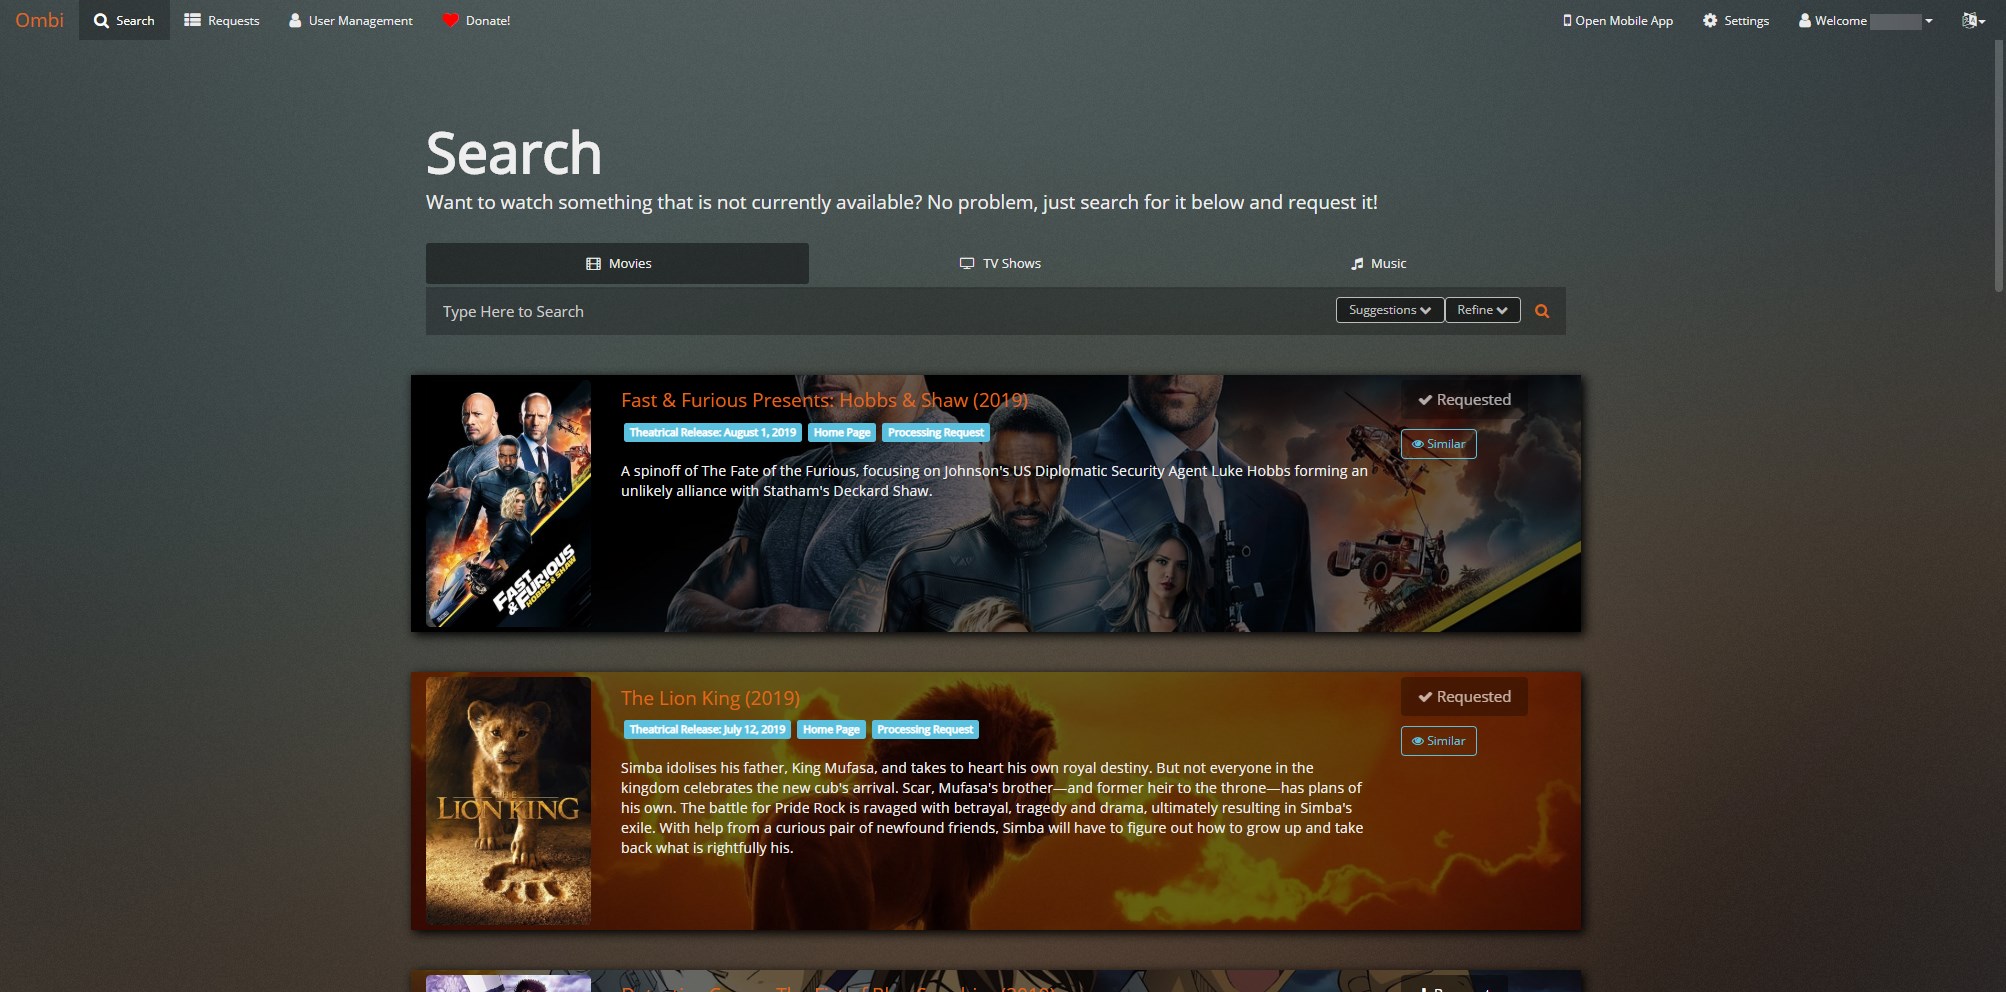 Ombi
Search
Requests
User Management
Donate!
Open Mobile App
Settings
Welcome
Search
Want to watch something that is not currently available? No problem, just search for it below and request it!
Movies
TV Shows
Music
Type Here to Search
Suggestions
Refine
Fast & Furious Presents: Hobbs & Shaw (2019)
Requested
Theatrical Release: August 1, 2019
Home Page
Processing Request
Similar
A spinoff of The Fate of the Furious, focusing on Johnson's US Diplomatic Security Agent Luke Hobbs forming an
unlikely alliance with Statham's Deckard Shaw.
FAST
& FURIOUS
HOBBS & SHAW
The Lion King (2019)
Requested
Theatrical Release: July 12, 2019
Home Page
Processing Request
Similar
Simba idolises his father, King Mufasa, and takes to heart his own royal destiny. But not everyone in the
kingdom celebrates the new cub's arrival. Scar, Mufasa's brother—and former heir to the throne—has plans of
his own. The battle for Pride Rock is ravaged with betrayal, tragedy and drama, ultimately resulting in Simba's
exile. With help from a curious pair of newfound friends, Simba will have to figure out how to grow up and take
back what is rightfully his.
THE
LION KING